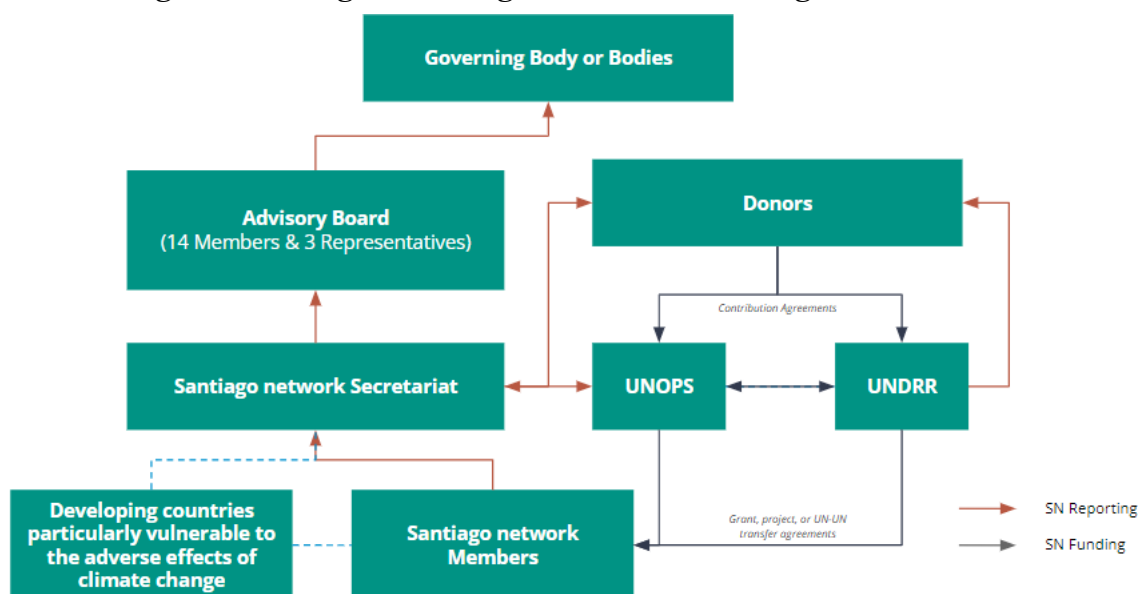 Governing Body or Bodies
Advisory Board
(14 Members & 3 Representatives)
Donors
Contribution Agreements
Santiago network Secretariat
UNOPS
UNDRR
Developing countries
particularly vulnerable to
the adverse effects of
climate change
Santiago network
Members
Grant, project, or UN-UN
transfer agreements
SN Reporting
SN Funding